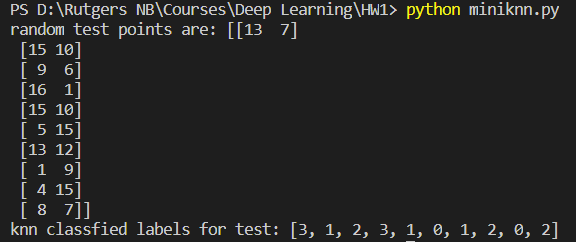 PS D:\Rutgers NB\Courses\Deep Learning\HW1> python miniknn.py
random test points are: [[13  7]
 [15 10]
 [ 9  6]
 [16  1]
 [15 10]
 [ 5 15]
 [13 12]
 [ 1  9]
 [ 4 15]
 [ 8  7]]
knn classfied labels for test: [3, 1, 2, 3, 1, 0, 1, 2, 0, 2]